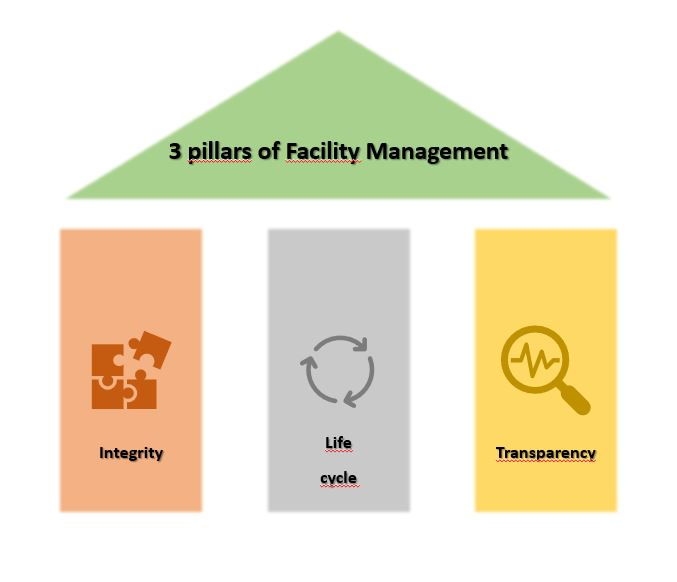 3 pillars of Facility Management
Integrity
Life
cycle
Transparency